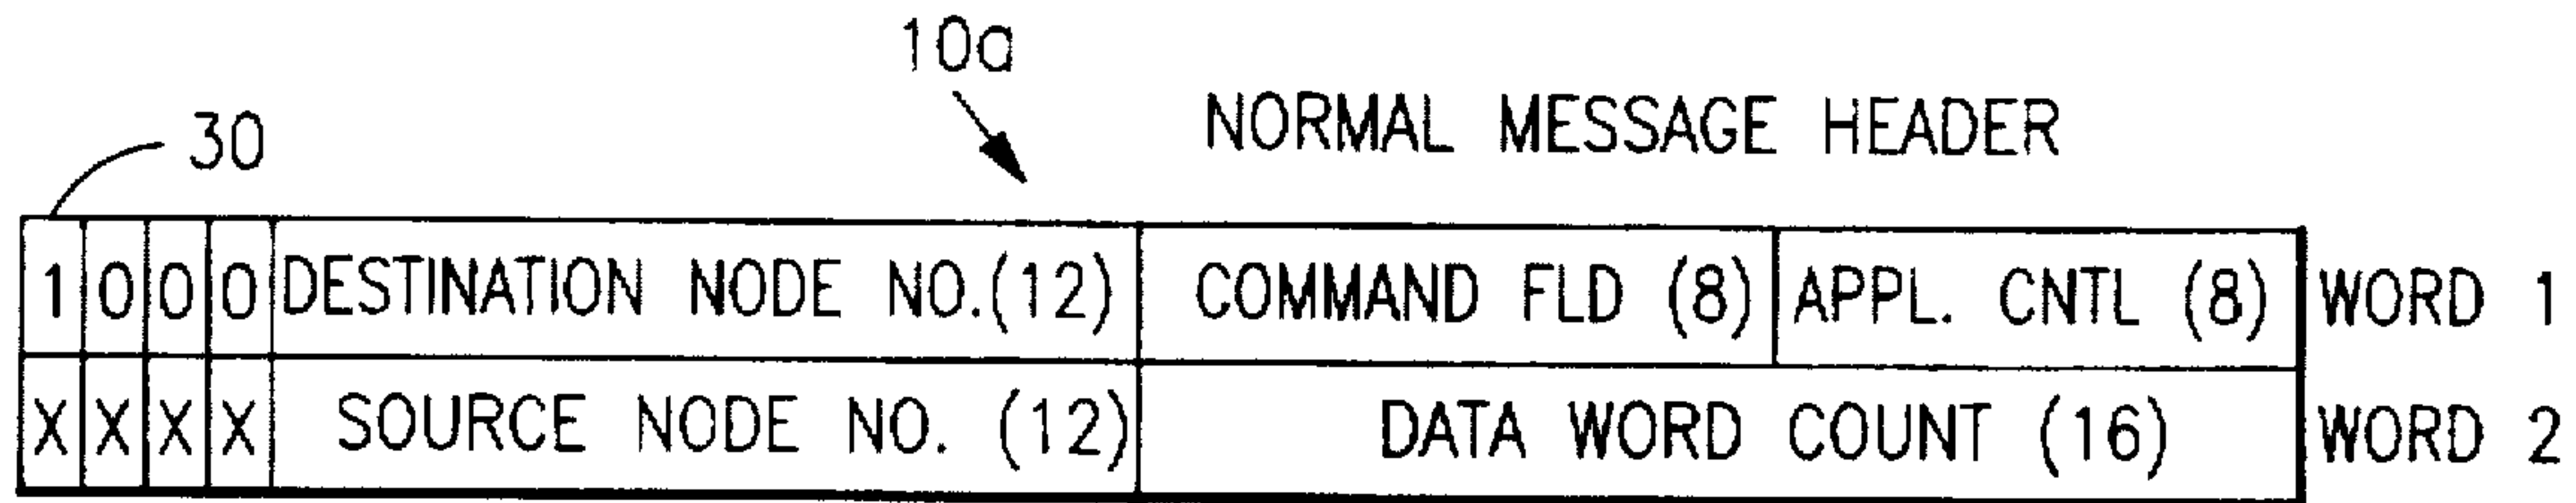 10a
30
NORMAL MESSAGE HEADER
1 0 0 0 DESTINATION NODE NO.(12) COMMAND FLD (8) APPL. CNTL (8) WORD 1
X X X X SOURCE NODE NO. (12) DATA WORD COUNT (16) WORD 2